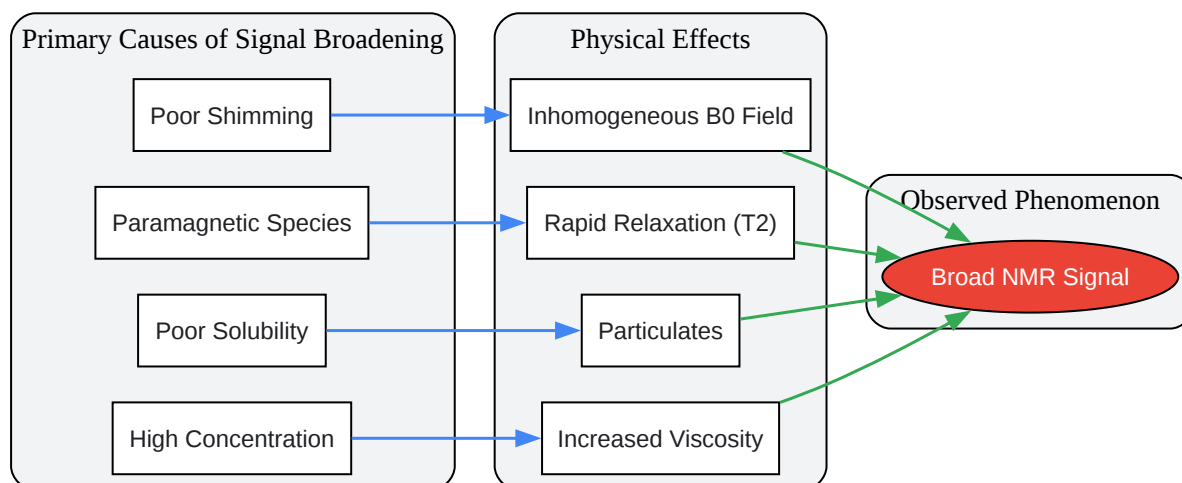 Primary Causes of Signal Broadening
Poor Shimming
Paramagnetic Species
Poor Solubility
High Concentration
Physical Effects
Inhomogeneous B0 Field
Rapid Relaxation (T2)
Particulates
Increased Viscosity
Observed Phenomenon
Broad NMR Signal